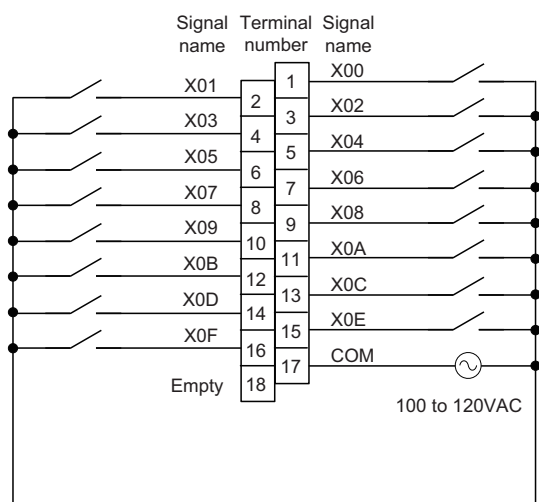 Signal Terminal Signal
name number name
1 X00
X01 2
3 X02
X03 4
5 X04
X05 6
7 X06
X07 8
9 X08
X09 10
11 X0A
X0B 12
13 X0C
X0D 14
15 X0E
X0F 16
17 COM
Empty 18
100 to 120VAC